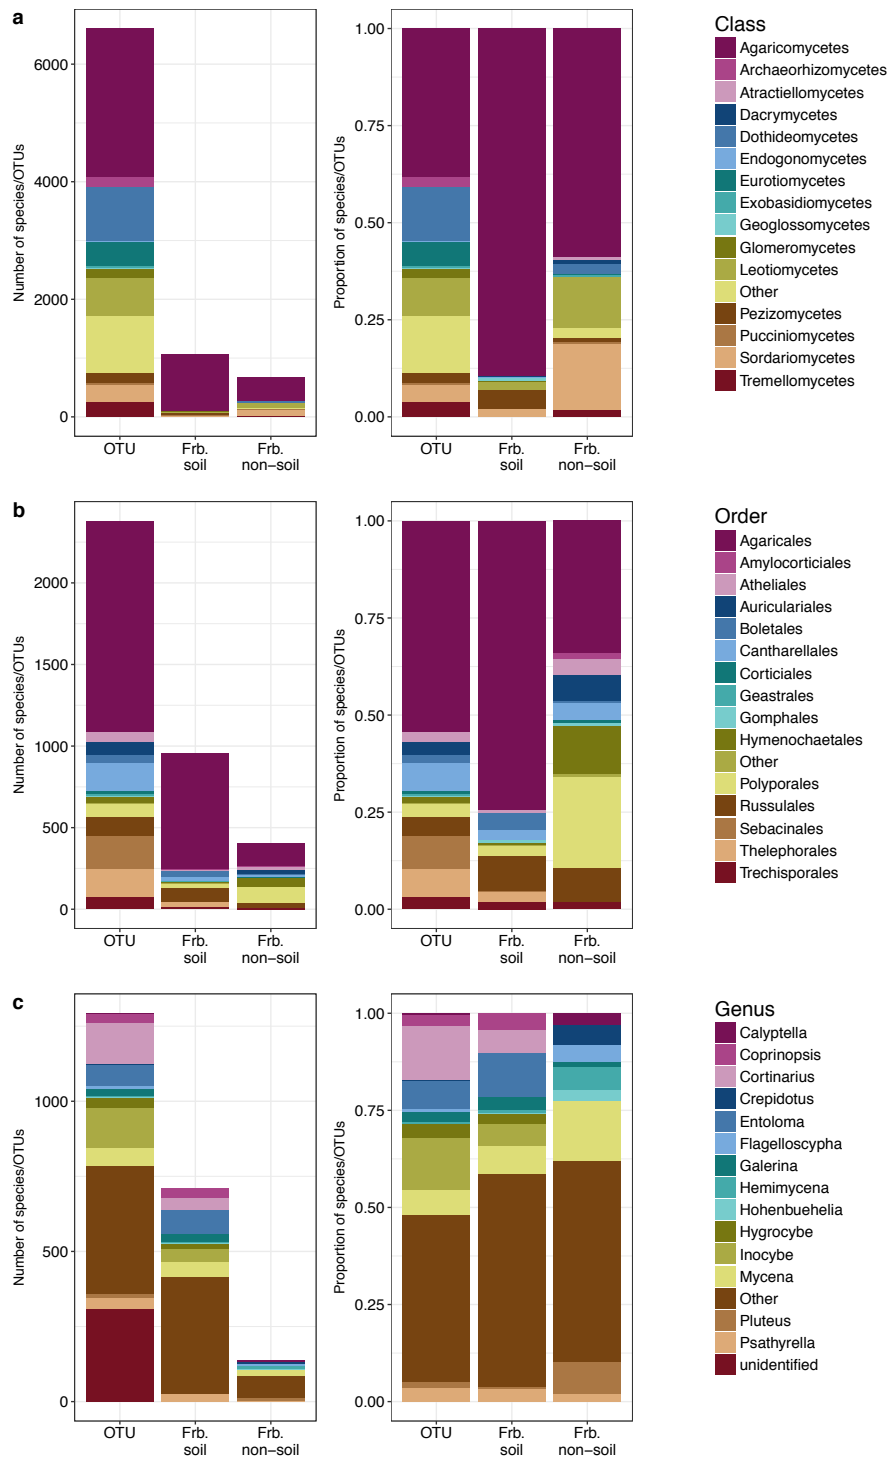 a
Number of species/OTUs
6000
4000
2000
0
OTU
Frb.
soil
Frb.
non−soil
Proportion of species/OTUs
1.00
0.75
0.50
0.25
0.00
OTU
Frb.
soil
Frb.
non−soil
Class
Agaricomycetes
Archaeorhizomycetes
Atractiellomycetes
Dacrymycetes
Dothideomycetes
Endogonomycetes
Eurotiomycetes
Exobasidiomycetes
Geoglossomycetes
Glomeromycetes
Leotiomycetes
Other
Pezizomycetes
Pucciniomycetes
Sordariomycetes
Tremellomycetes
b
Number of species/OTUs
2000
1500
1000
500
0
OTU
Frb.
soil
Frb.
non−soil
Proportion of species/OTUs
1.00
0.75
0.50
0.25
0.00
OTU
Frb.
soil
Frb.
non−soil
Order
Agaricales
Amylocorticiales
Atheliales
Auriculariales
Boletales
Cantharellales
Corticiales
Geastrales
Gomphales
Hymenochaetales
Other
Polyporales
Russulales
Sebacinales
Thelephorales
Trechisporales
c
Number of species/OTUs
1000
500
0
OTU
Frb.
soil
Frb.
non−soil
Proportion of species/OTUs
1.00
0.75
0.50
0.25
0.00
OTU
Frb.
soil
Frb.
non−soil
Genus
Calyptella
Coprinopsis
Cortinarius
Crepidotus
Entoloma
Flagelloscypha
Galerina
Hemimycena
Hohenbuehelia
Hygrocybe
Inocybe
Mycena
Other
Pluteus
Psathyrella
unidentified